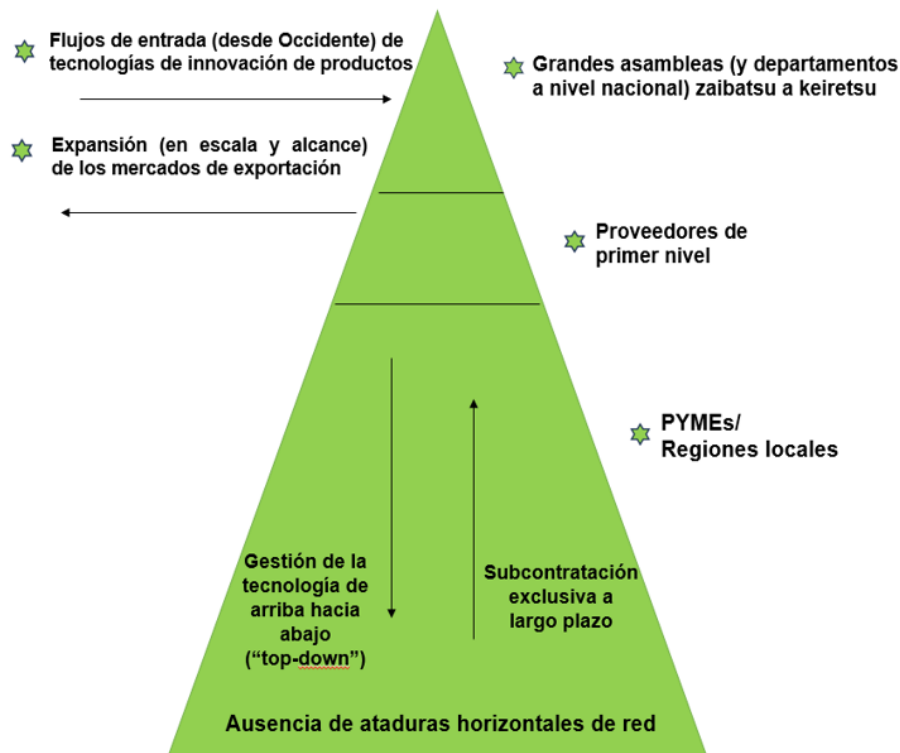 Flujos de entrada (desde Occidente) de
tecnologías de innovación de productos
Grandes asambleas (y departamentos
a nivel nacional) zaibatsu a keiretsu
Expansión (en escala y alcance)
de los mercados de exportación
Proveedores de
primer nivel
PYMEs/
Regiones locales
Gestión de la
tecnología de
arriba hacia
abajo
(“top-down”)
Subcontratación
exclusiva a
largo plazo
Ausencia de ataduras horizontales de red